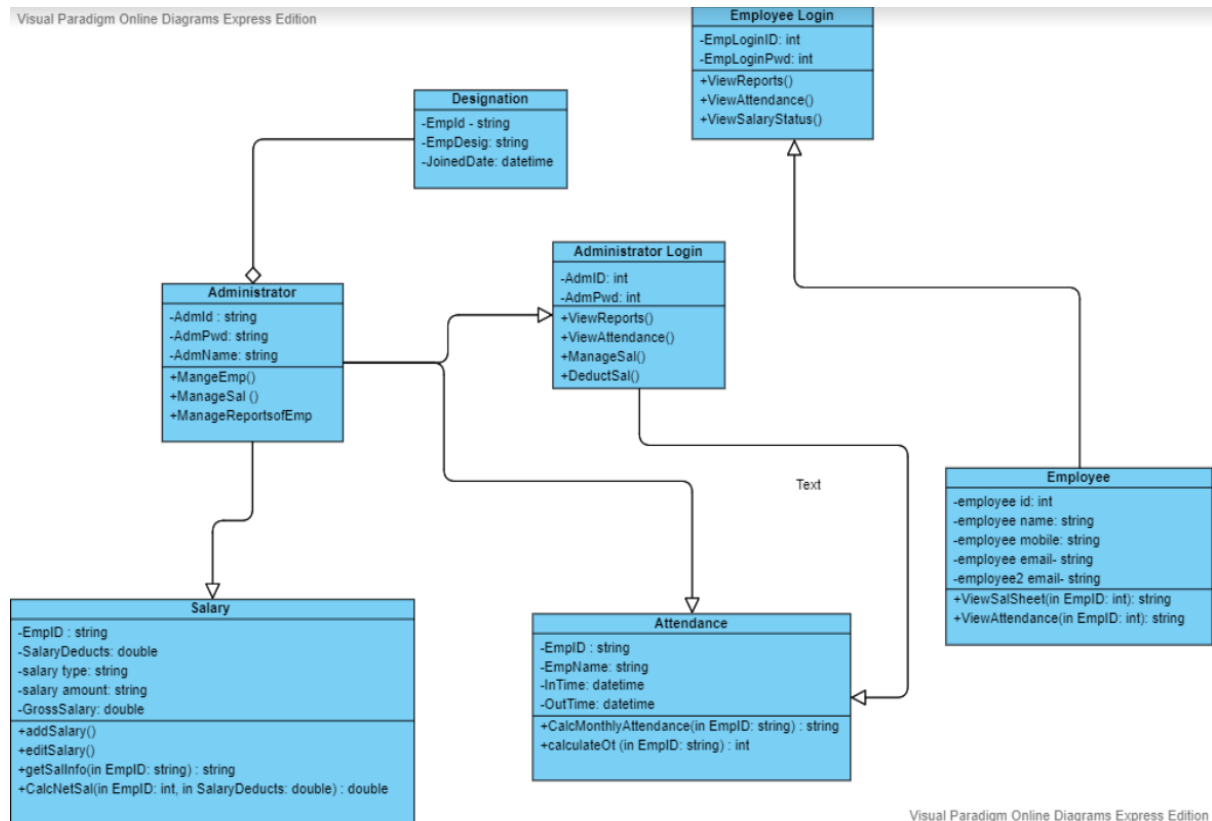 Visual Paradigm Online Diagrams Express Edition
Employee Login
-EmpLoginID: int
-EmpLoginPwd: int
+ViewReports()
+ViewAttendance()
+ViewSalaryStatus()
Designation
-EmpId - string
-EmpDesig: string
-JoinedDate: datetime
Administrator Login
-AdmID: int
-AdmPwd: int
+ViewReports()
+ViewAttendance()
+ManageSal()
+DeductSal()
Administrator
-AdmId : string
-AdmPwd: string
-AdmName: string
+MangeEmp()
+ManageSal ()
+ManageReportsofEmp
Text
Employee
-employee id: int
-employee name: string
-employee mobile: string
-employee email- string
-employee2 email- string
+ViewSalSheet(in EmpID: int): string
+ViewAttendance(in EmpID: int): string
Salary
-EmpID : string
-SalaryDeducts: double
-salary type: string
-salary amount: string
-GrossSalary: double
+addSalary()
+editSalary()
+getSalInfo(in EmpID: string) : string
+CalcNetSal(in EmpID: int, in SalaryDeducts: double) : double
Attendance
-EmpID : string
-EmpName: string
-InTime: datetime
-OutTime: datetime
+CalcMonthlyAttendance(in EmpID: string) : string
+calculateOt (in EmpID: string) : int
Visual Paradigm Online Diagrams Express Edition